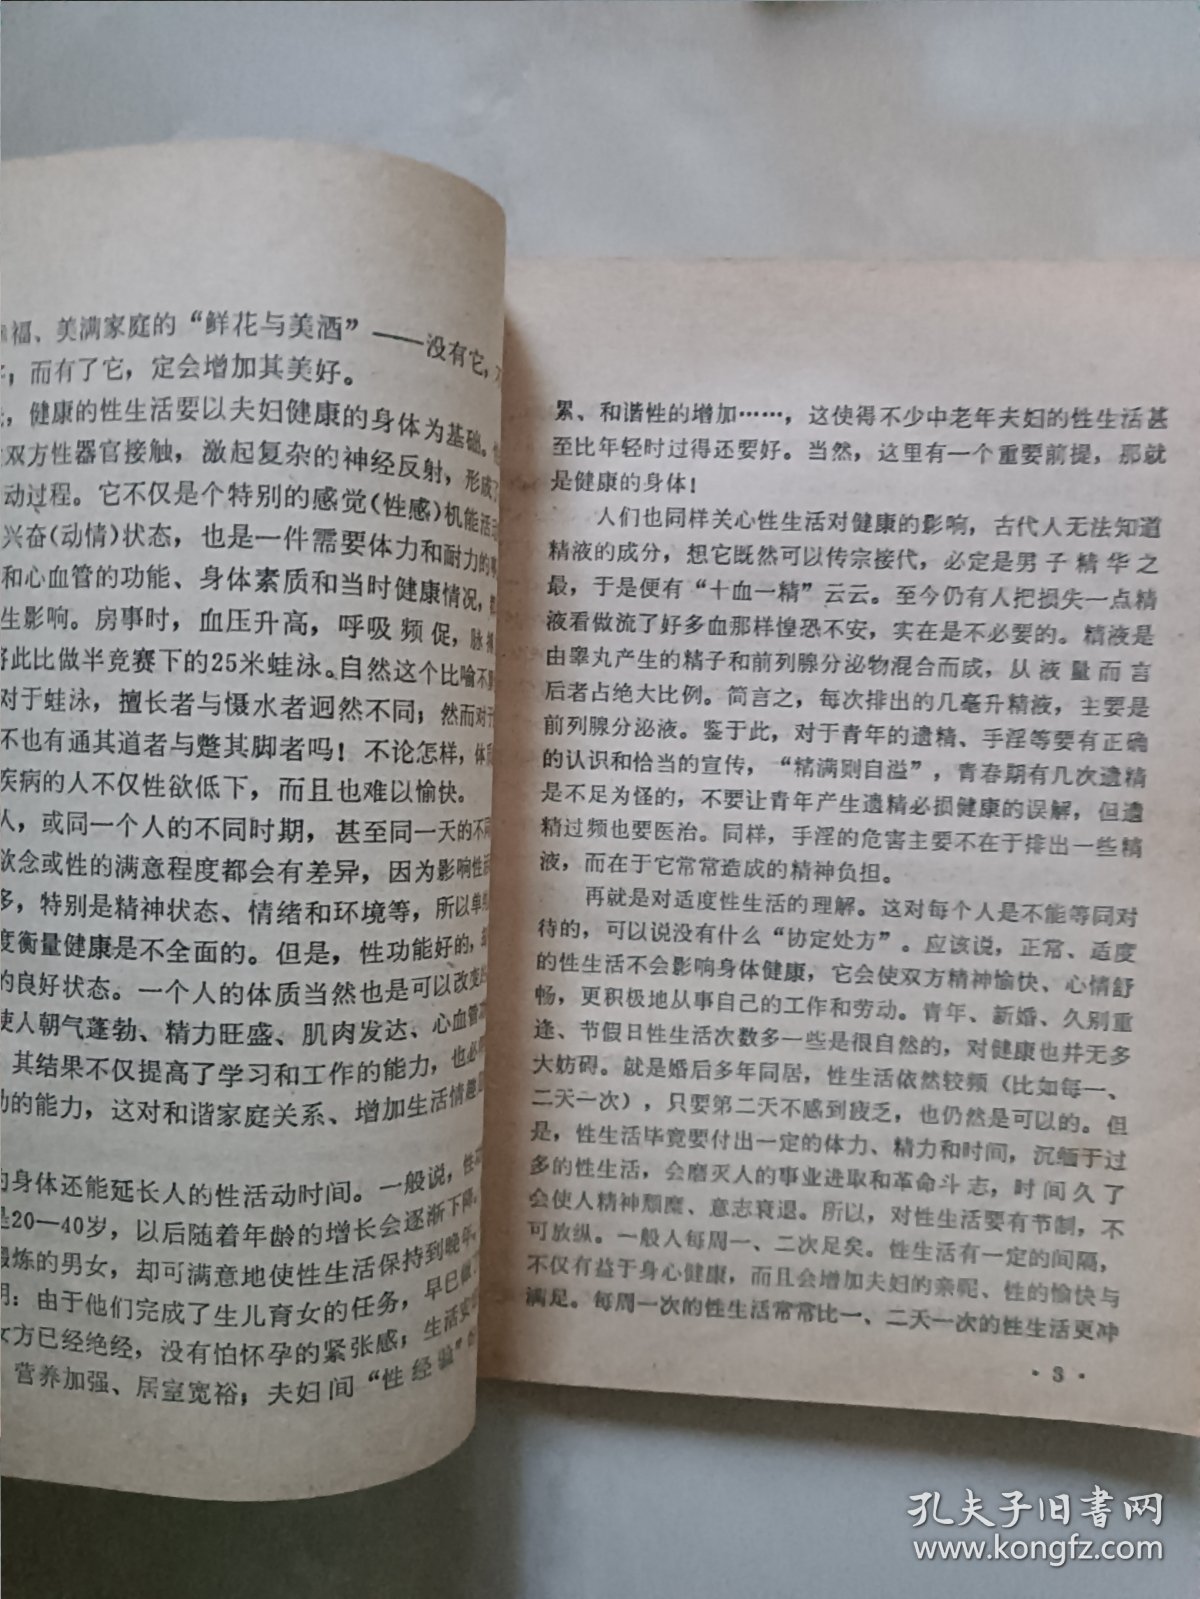 福、美满家庭的“鲜花与美酒”——没有它,
,而有了它,定会增加其美好。
,健康的性生活要以夫妇健康的身体为基础。
双方性器官接触,激起复杂的神经反射,形成
动过程。它不仅是个特别的感觉(性感)机能活动
兴奋(动情)状态,也是一件需要体力和耐力的事
和心血管的功能、身体素质和当时健康情况,
生影响。房事时,血压升高,呼吸频促,脉搏
将此比做半竞赛下的25米蛙泳。自然这个比喻不
对于蛙泳,擅长者与慑水者迥然不同;然而对于
不也有通其道者与蹩其脚者吗!不论怎样,体质
疾病的人不仅性欲低下,而且也难以愉快。
人,或同一个人的不同时期,甚至同一天的不同
欲念或性的满意程度都会有差异,因为影响性活
多,特别是精神状态、情绪和环境等,所以单纯
度衡量健康是不全面的。但是,性功能好的,
的良好状态。一个人的体质当然也是可以改变
使人朝气蓬勃、精力旺盛、肌肉发达、心血管
其结果不仅提高了学习和工作的能力,也必
动的能力,这对和谐家庭关系、增加生活情趣
的身体还能延长人的性活动时间。一般说,性
是20—40岁,以后随着年龄的增长会逐渐下降,
锻炼的男女,却可满意地使性生活保持到晚年。
明:由于他们完成了生儿育女的任务,早已
女方已经绝经,没有怕怀孕的紧张感;生活安
营养加强、居室宽裕;夫妇间“性经验”的
累、和谐性的增加……,这使得不少中老年夫妇的性生活甚
至比年轻时过得还要好。当然,这里有一个重要前提,那就
是健康的身体!
人们也同样关心性生活对健康的影响,古代人无法知道
精液的成分,想它既然可以传宗接代,必定是男子精华之
最,于是便有“十血一精”云云。至今仍有人把损失一点精
液看做流了好多血那样惶恐不安,实在是不必要的。精液是
由睾丸产生的精子和前列腺分泌物混合而成,从液量而言
后者占绝大比例。简言之,每次排出的几毫升精液,主要是
前列腺分泌液。鉴于此,对于青年的遗精、手淫等要有正确
的认识和恰当的宣传,“精满则自溢”,青春期有几次遗精
是不足为怪的,不要让青年产生遗精必损健康的误解,但遗
精过频也要医治。同样,手淫的危害主要不在于排出一些精
液,而在于它常常造成的精神负担。
再就是对适度性生活的理解。这对每个人是不能等同对
待的,可以说没有什么“协定处方”。应该说,正常、适度
的性生活不会影响身体健康,它会使双方精神愉快、心情舒
畅,更积极地从事自己的工作和劳动。青年、新婚、久别重
逢、节假日性生活次数多一些是很自然的,对健康也并无多
大妨碍。就是婚后多年同居,性生活依然较频(比如每一、
二天一次),只要第二天不感到疲乏,也仍然是可以的。但
是,性生活毕竟要付出一定的体力、精力和时间,沉缅于过
多的性生活,会磨灭人的事业进取和革命斗志,时间久了
会使人精神颓靡、意志衰退。所以,对性生活要有节制,不
可放纵。一般人每周一、二次足矣。性生活有一定的间隔,
不仅有益于身心健康,而且会增加夫妇的亲昵、性的愉快与
满足。每周一次的性生活常常比一、二天一次的性生活更冲
·3·
孔夫子旧书网
www.kongfz.com